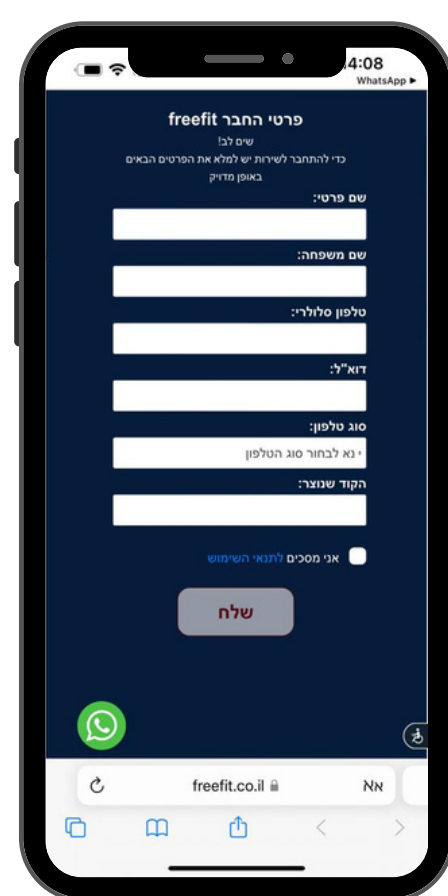 4:08
WhatsApp ▸
פרטי החבר freefit
שים לב!
כדי להתחבר לשירות יש למלא את הפרטים הבאים
באופן מדויק
שם פרטי:
שם משפחה:
טלפון סלולרי:
דוא"ל:
סוג טלפון:
נא לבחור סוג הטלפון
הקוד שנוצר:
אני מסכים לתנאי השימוש
שלח
freefit.co.il
אא